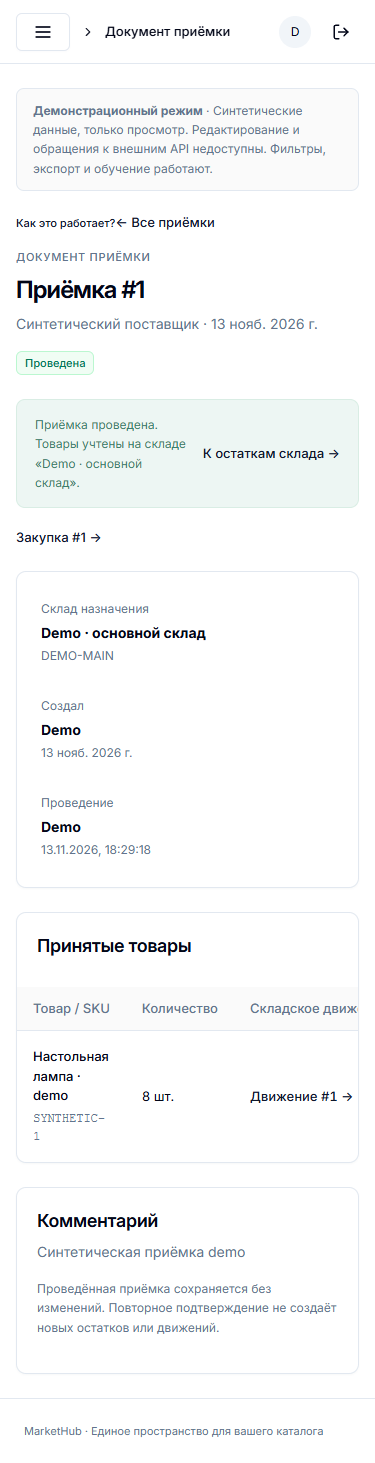 Документ приёмки
D
Демонстрационный режим · Синтетические
данные, только просмотр. Редактирование и
обращения к внешним API недоступны. Фильтры,
экспорт и обучение работают.
Как это работает?← Все приёмки
ДОКУМЕНТ ПРИЁМКИ
Приёмка #1
Синтетический поставщик · 13 нояб. 2026 г.
Проведена
Приёмка проведена.
Товары учтены на складе
«Demo · основной
склад».
К остаткам склада →
Закупка #1 →
Склад назначения
Demo · основной склад
DEMO-MAIN
Создал
Demo
13 нояб. 2026 г.
Проведение
Demo
13.11.2026, 18:29:18
Принятые товары
Товар / SKU Количество Складское движ
Настольная
лампа ·
demo
SYNTHETIC-
1
8 шт.
Движение #1 →
Комментарий
Синтетическая приёмка demo
Проведённая приёмка сохраняется без
изменений. Повторное подтверждение не создаёт
новых остатков или движений.
MarketHub · Единое пространство для вашего каталога